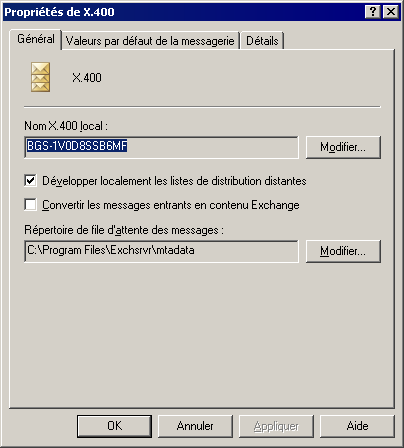 Propriétés de X.400
Général
Valeurs par défaut de la messagerie
Détails
X.400
Nom X.400 local :
BGS-1V0D8SSB6MF
Modifier...
Développer localement les listes de distribution distantes
Convertir les messages entrants en contenu Exchange
Répertoire de file d'attente des messages :
C:\Program Files\Exchsrvr\mtadata
Modifier...
OK
Annuler
Appliquer
Aide